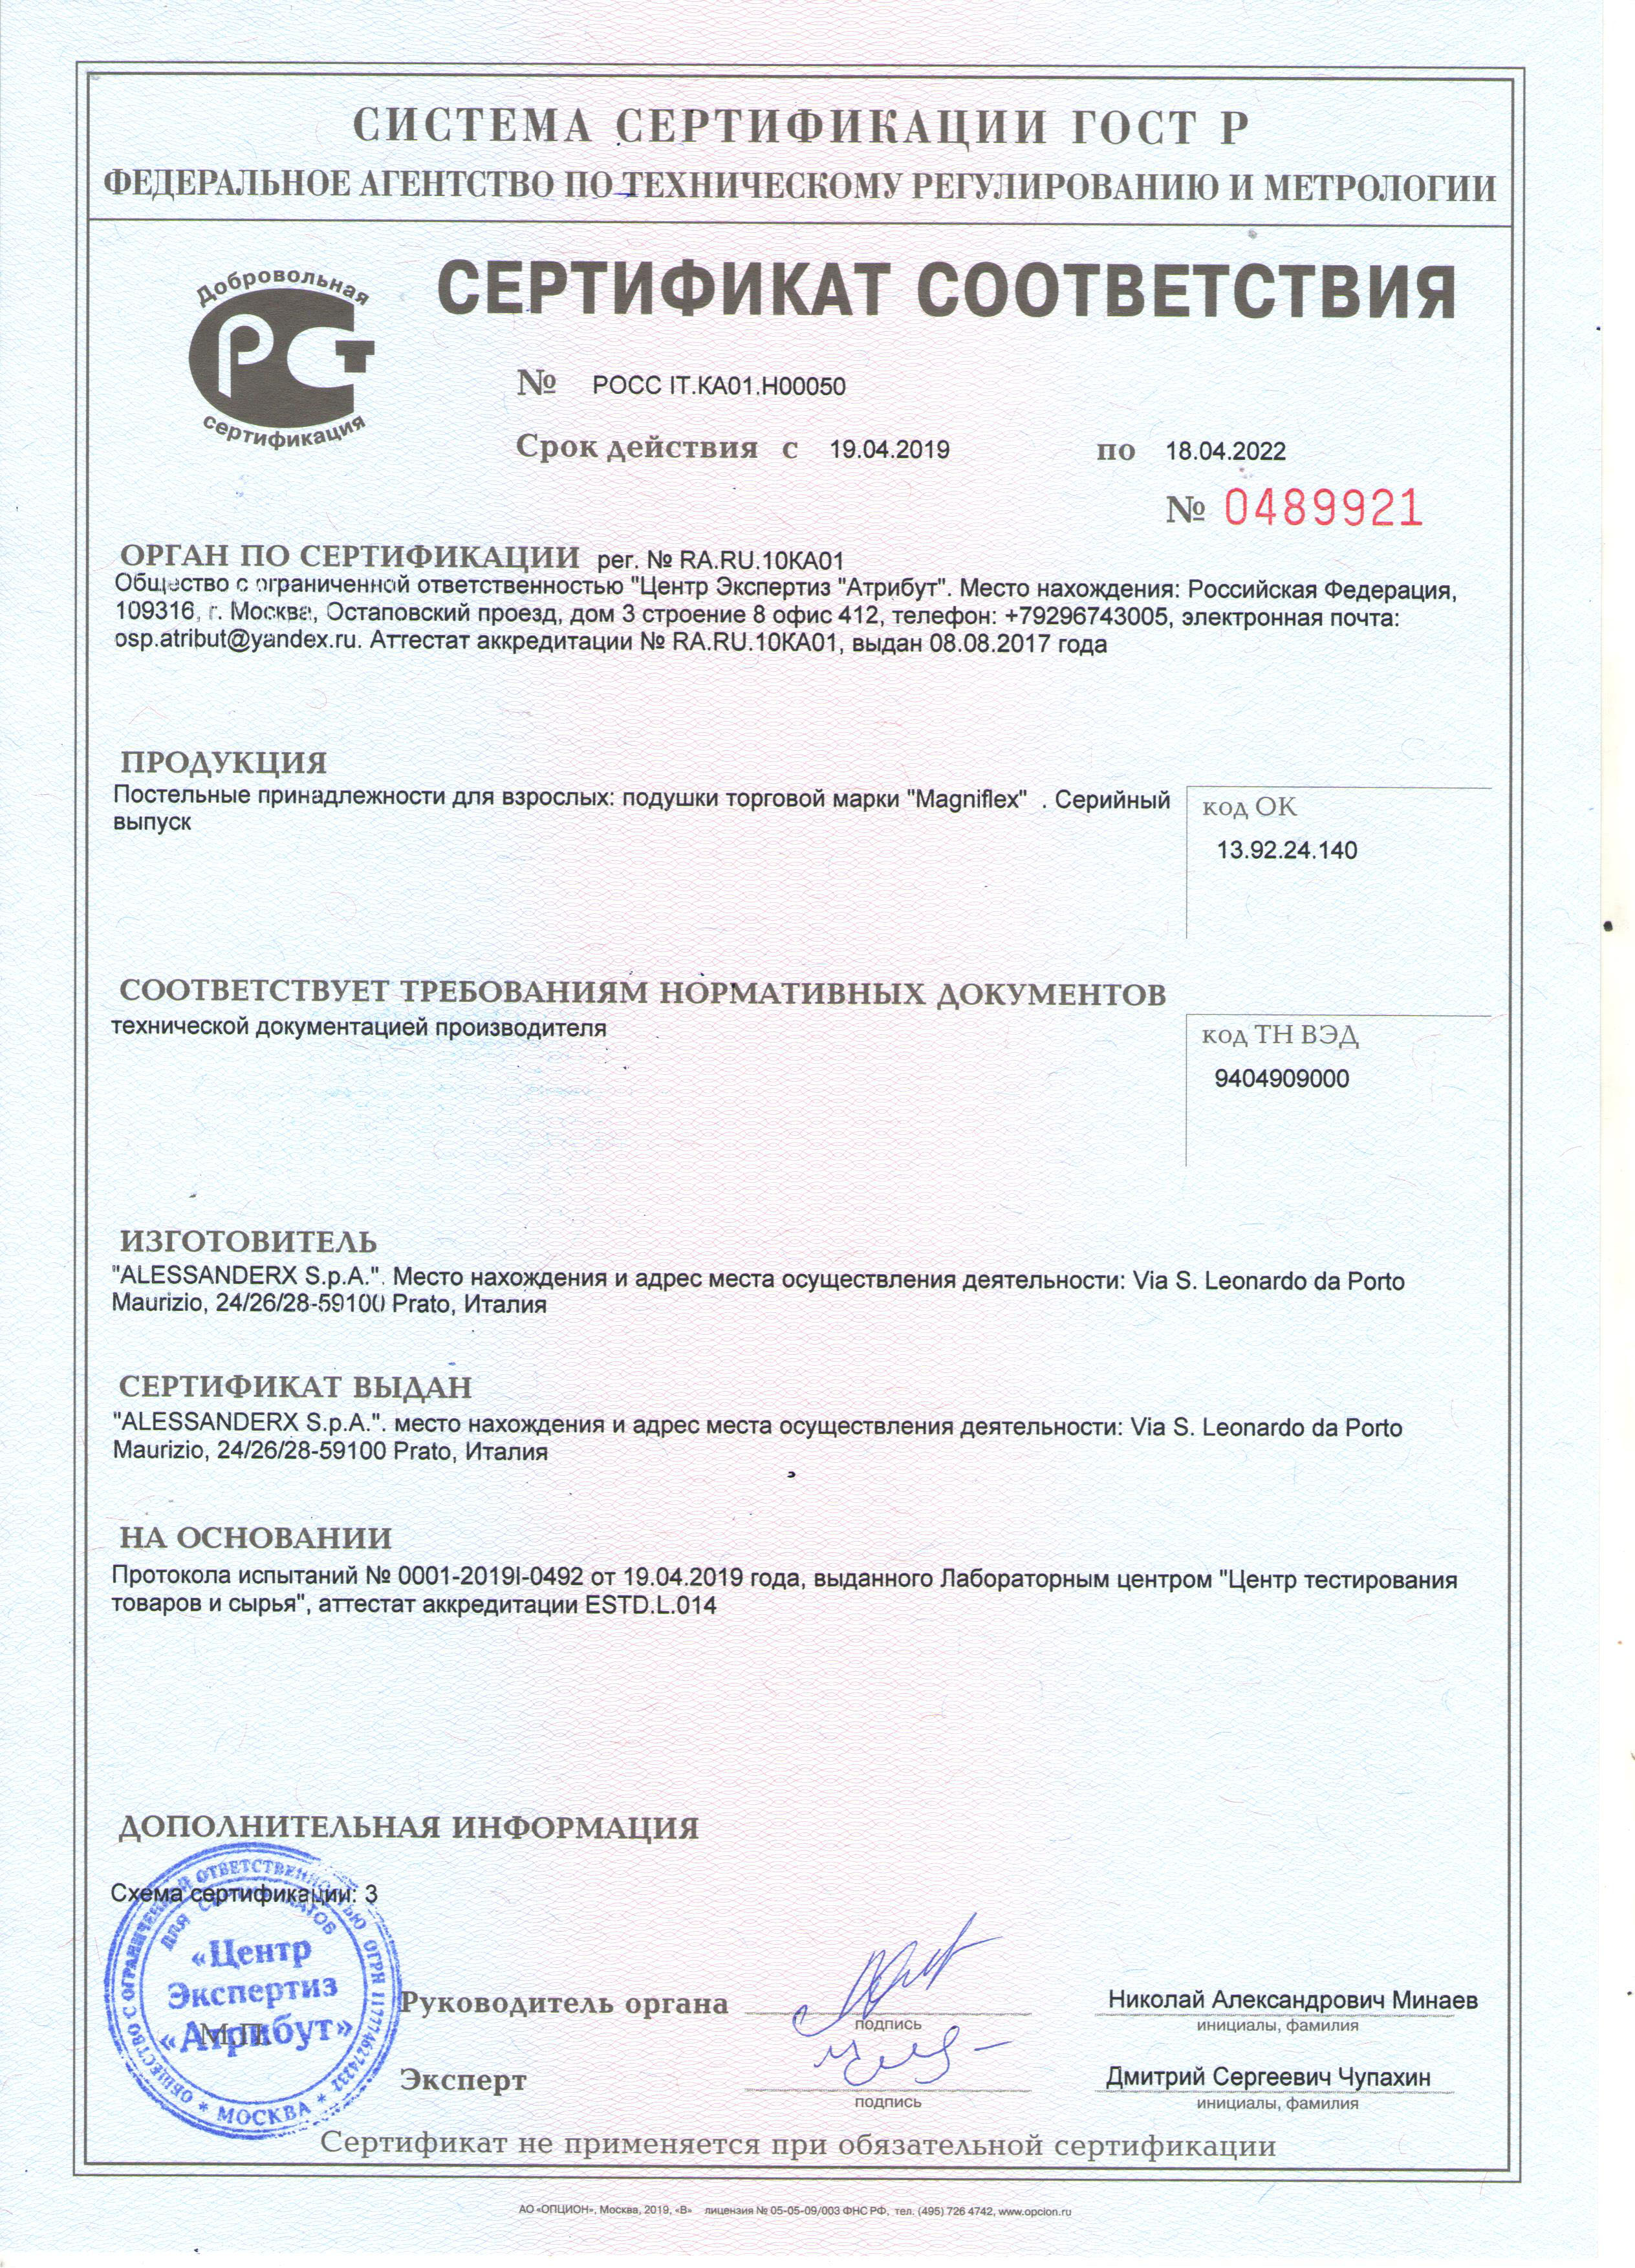 СИСТЕМА СЕРТИФИКАЦИИ ГОСТ Р
ФЕДЕРАЛЬНОЕ АГЕНТСТВО ПО ТЕХНИЧЕСКОМУ РЕГУЛИРОВАНИЮ И МЕТРОЛОГИИ
Добровольная
РСТ
сертификация
СЕРТИФИКАТ СООТВЕТСТВИЯ
№ РОСС IT.КА01.Н00050
Срок действия с 19.04.2019 по 18.04.2022
№ 0489921
ОРГАН ПО СЕРТИФИКАЦИИ рег. № RA.RU.10КА01
Общество с ограниченной ответственностью "Центр Экспертиз "Атрибут". Место нахождения: Российская Федерация,
109316, г. Москва, Остаповский проезд, дом 3 строение 8 офис 412, телефон: +79296743005, электронная почта:
osp.atribut@yandex.ru. Аттестат аккредитации № RA.RU.10КА01, выдан 08.08.2017 года
ПРОДУКЦИЯ
Постельные принадлежности для взрослых: подушки торговой марки "Magniflex" . Серийный
выпуск
код ОК
13.92.24.140
СООТВЕТСТВУЕТ ТРЕБОВАНИЯМ НОРМАТИВНЫХ ДОКУМЕНТОВ
технической документацией производителя
код ТН ВЭД
9404909000
ИЗГОТОВИТЕЛЬ
"ALESSANDERX S.p.A.". Место нахождения и адрес места осуществления деятельности: Via S. Leonardo da Porto
Maurizio, 24/26/28-59100 Prato, Италия
СЕРТИФИКАТ ВЫДАН
"ALESSANDERX S.p.A.". место нахождения и адрес места осуществления деятельности: Via S. Leonardo da Porto
Maurizio, 24/26/28-59100 Prato, Италия
НА ОСНОВАНИИ
Протокола испытаний № 0001-2019I-0492 от 19.04.2019 года, выданного Лабораторным центром "Центр тестирования
товаров и сырья", аттестат аккредитации ESTD.L.014
ДОПОЛНИТЕЛЬНАЯ ИНФОРМАЦИЯ
Схема сертификации: 3
ОБЩЕСТВО С ОГРАНИЧЕННОЙ ОТВЕТСТВЕННОСТЬЮ ОГРН 1177746274232
* МОСКВА *
ДЛЯ СЕРТИФИКАТОВ
«Центр
Экспертиз
«Атрибут»
М.П.
Руководитель органа
подпись
Николай Александрович Минаев
инициалы, фамилия
Эксперт
подпись
Дмитрий Сергеевич Чупахин
инициалы, фамилия
Сертификат не применяется при обязательной сертификации
АО «ОПЦИОН», Москва, 2019, «В» лицензия № 05-05-09/003 ФНС РФ, тел. (495) 726 4742, www.opcion.ru